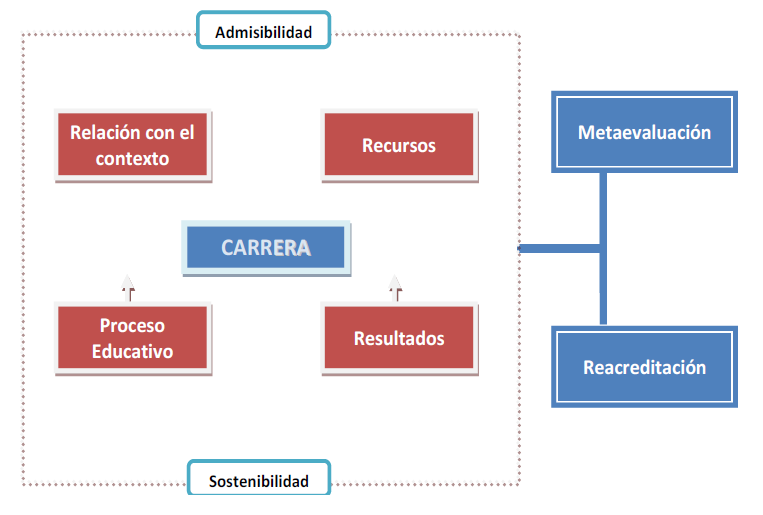 Admisibilidad
Relación con el
contexto
Recursos
Metaevaluación
CARRERA
Proceso
Educativo
Resultados
Reacreditación
Sostenibilidad